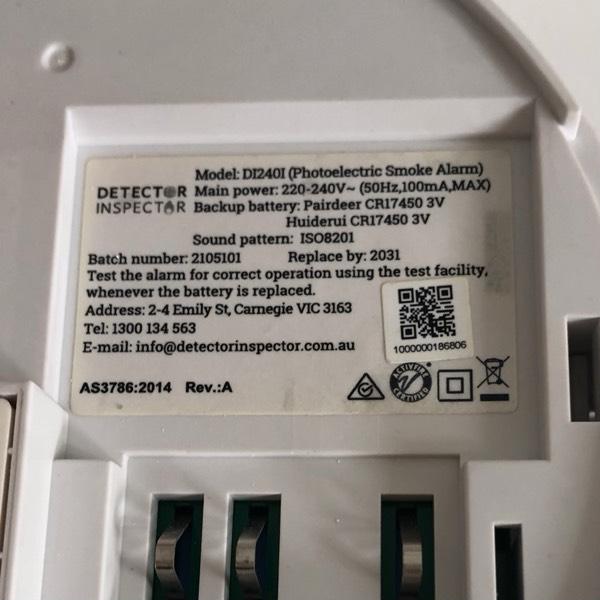 Model: DI240I (Photoelectric Smoke Alarm)
DETECTOR Main power: 220-240V~ (50Hz,100mA,MAX)
INSPECTOR Backup battery: Pairdeer CR17450 3V
Huiderui CR17450 3V
Sound pattern: ISO8201
Batch number: 2105101 Replace by: 2031
Test the alarm for correct operation using the test facility,
whenever the battery is replaced.
Address: 2-4 Emily St, Carnegie VIC 3163
Tel: 1300 134 563
E-mail: info@detectorinspector.com.au
1000000186806
AS3786:2014 Rev.:A
ACTIVFIRE
CERTIFIED